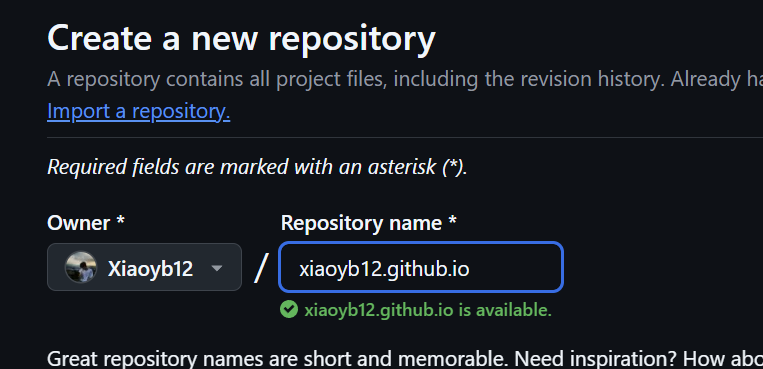 Create a new repository
A repository contains all project files, including the revision history. Already
Import a repository.
Required fields are marked with an asterisk (*).
Owner *
Repository name *
Xiaoyb12
/
xiaoyb12.github.io
xiaoyb12.github.io is available.
Great repository names are short and memorable. Need inspiration? How